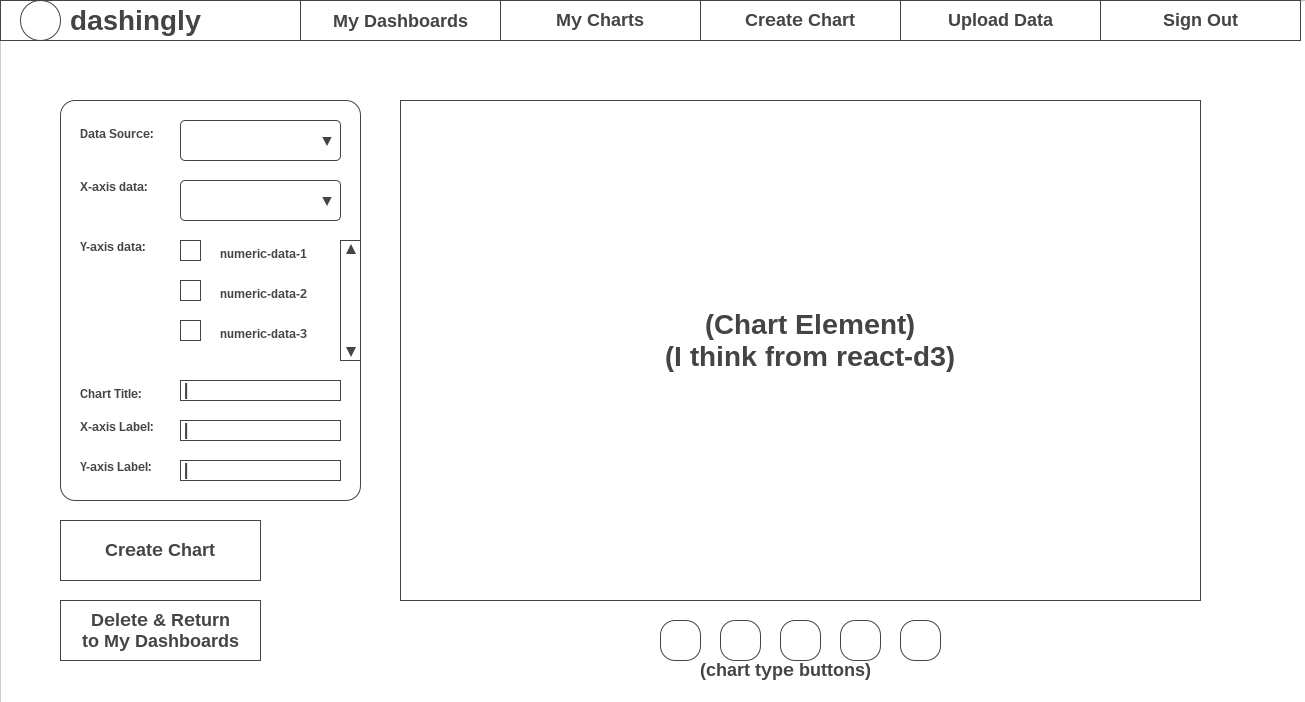 dashingly
My Dashboards
My Charts
Create Chart
Upload Data
Sign Out
Data Source:
▼
X-axis data:
▼
Y-axis data:
numeric-data-1
▲
numeric-data-2
numeric-data-3
▼
Chart Title:
X-axis Label:
Y-axis Label:
Create Chart
Delete & Return
to My Dashboards
(Chart Element)
(I think from react-d3)
(chart type buttons)